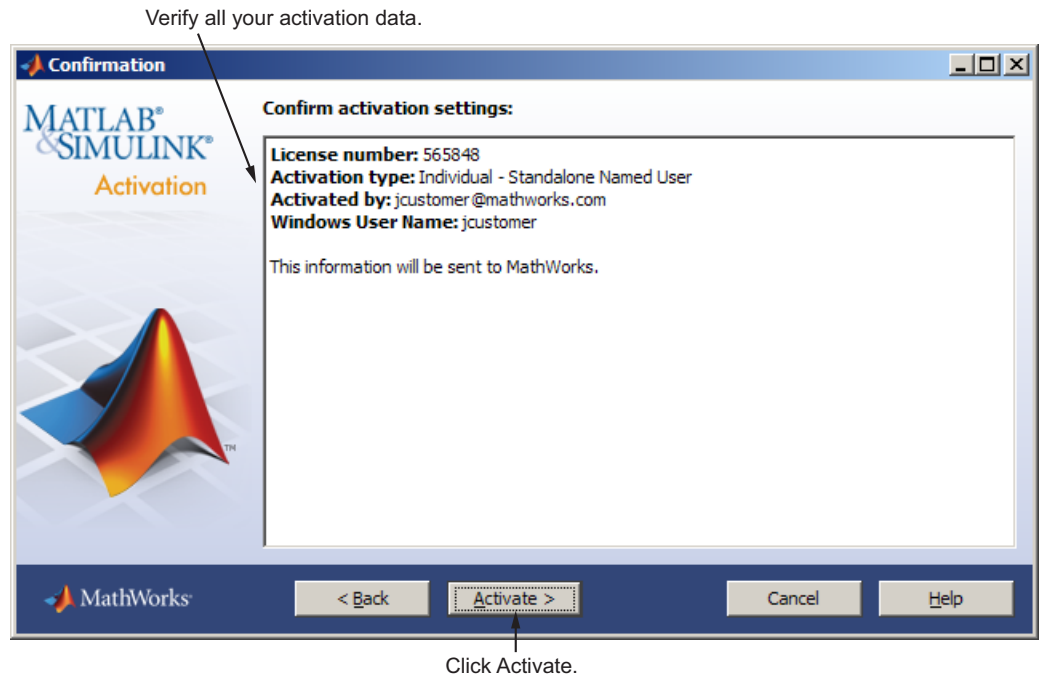 Verify all your activation data.
Confirmation
MATLAB®
&SIMULINK®
Activation
Confirm activation settings:
License number: 565848
Activation type: Individual - Standalone Named User
Activated by: jcustomer@mathworks.com
Windows User Name: jcustomer
This information will be sent to MathWorks.
TM
MathWorks®
< Back
Activate >
Cancel
Help
Click Activate.